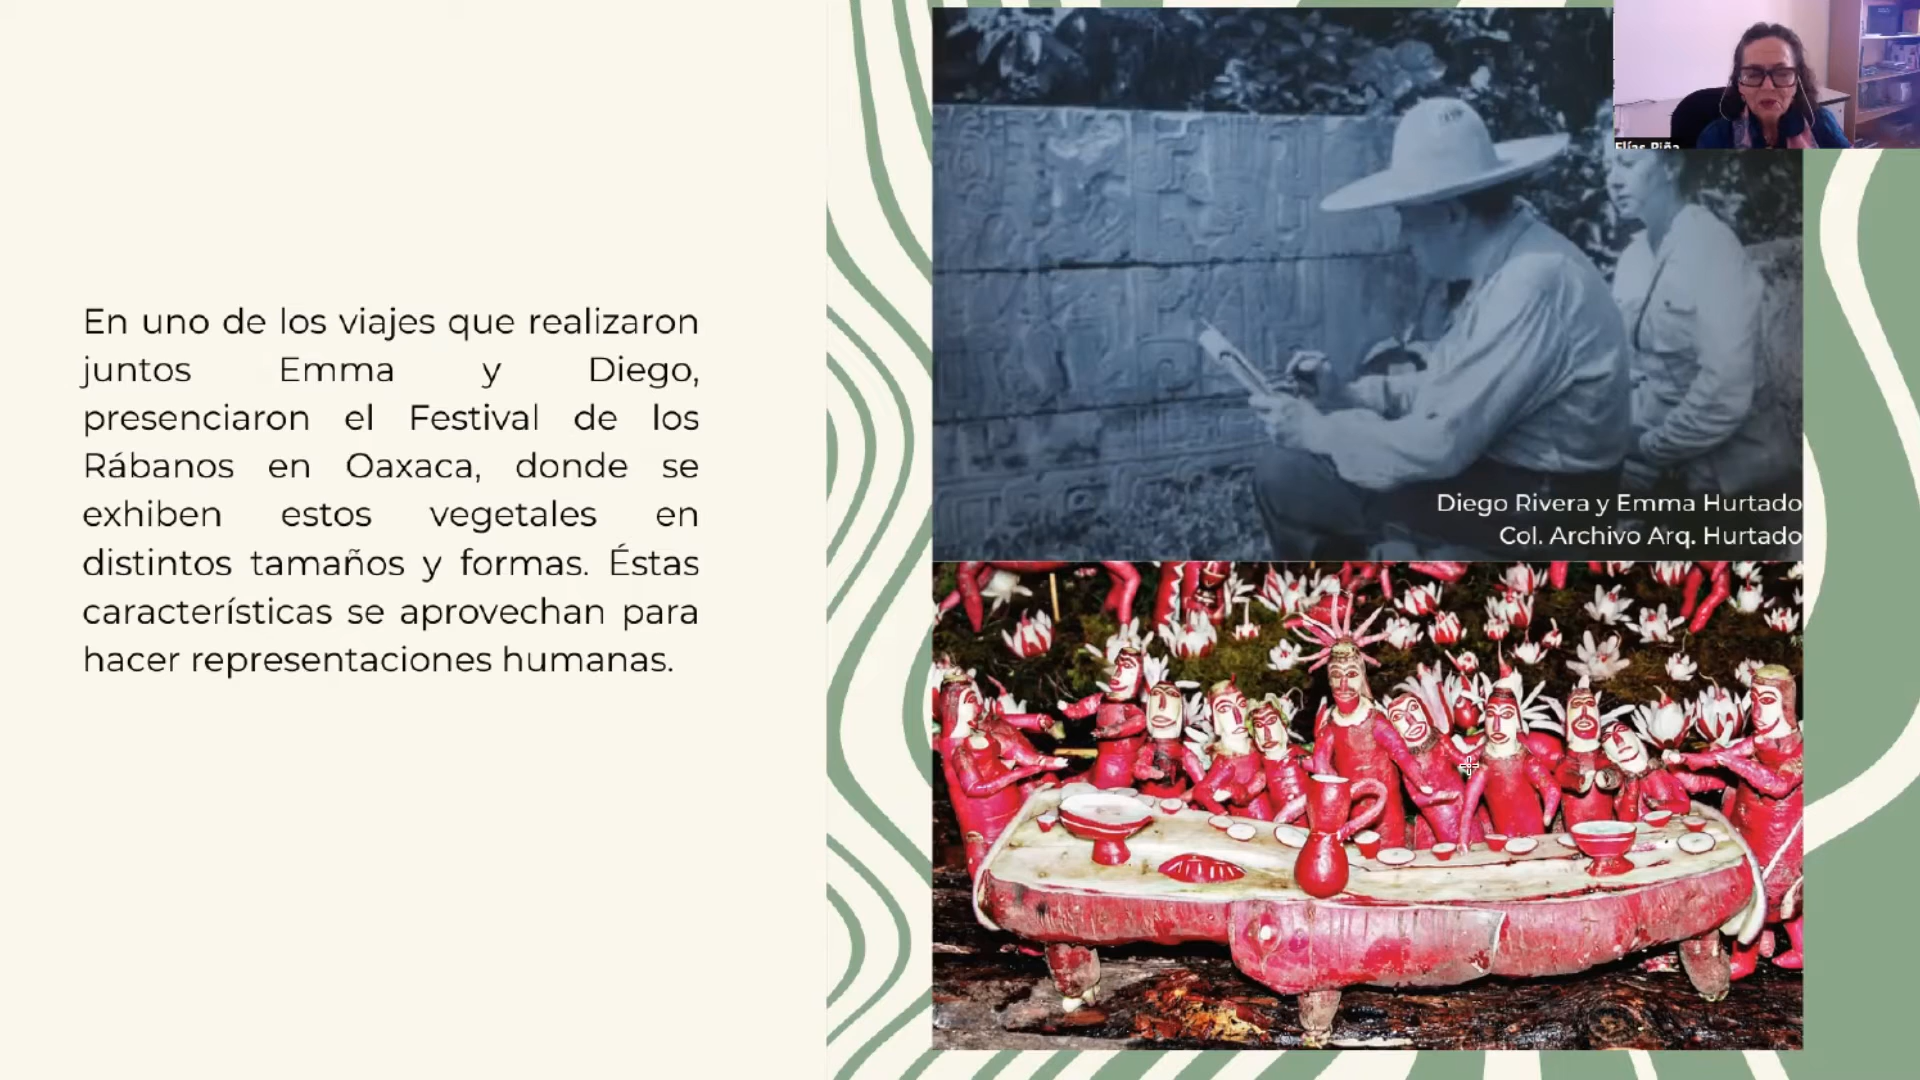 En uno de los viajes que realizaron
juntos Emma y Diego,
presenciaron el Festival de los
Rábanos en Oaxaca, donde se
exhiben estos vegetales en
distintos tamaños y formas. Éstas
características se aprovechan para
hacer representaciones humanas.
Diego Rivera y Emma Hurtado
Col. Archivo Arq. Hurtado
Elías Piña